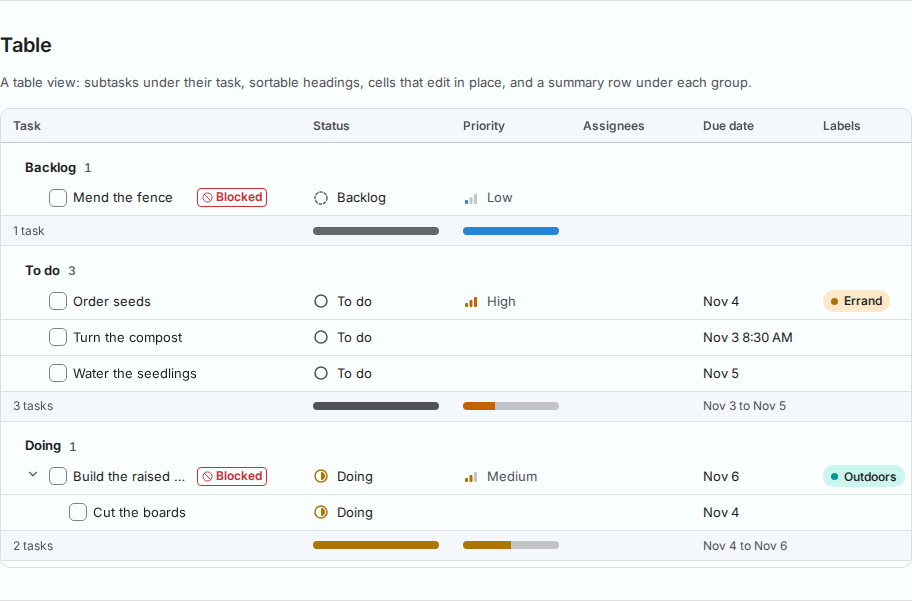 Table
A table view: subtasks under their task, sortable headings, cells that edit in place, and a summary row under each group.
Task Status Priority Assignees Due date Labels
Backlog 1
Mend the fence Blocked Backlog Low
1 task
To do 3
Order seeds To do High Nov 4 Errand
Turn the compost To do Nov 3 8:30 AM
Water the seedlings To do Nov 5
3 tasks Nov 3 to Nov 5
Doing 1
Build the raised ... Blocked Doing Medium Nov 6 Outdoors
Cut the boards Doing Nov 4
2 tasks Nov 4 to Nov 6